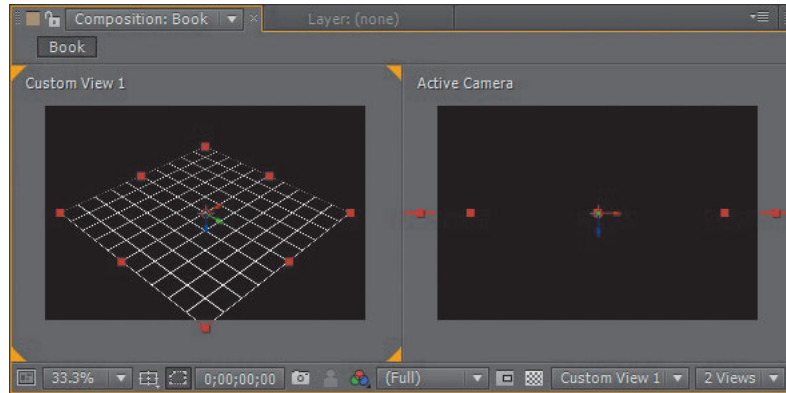 Composition: Book
Layer: (none)
Book
Custom View 1
Active Camera
33.3%
0;00;00;00
(Full)
Custom View 1
2 Views